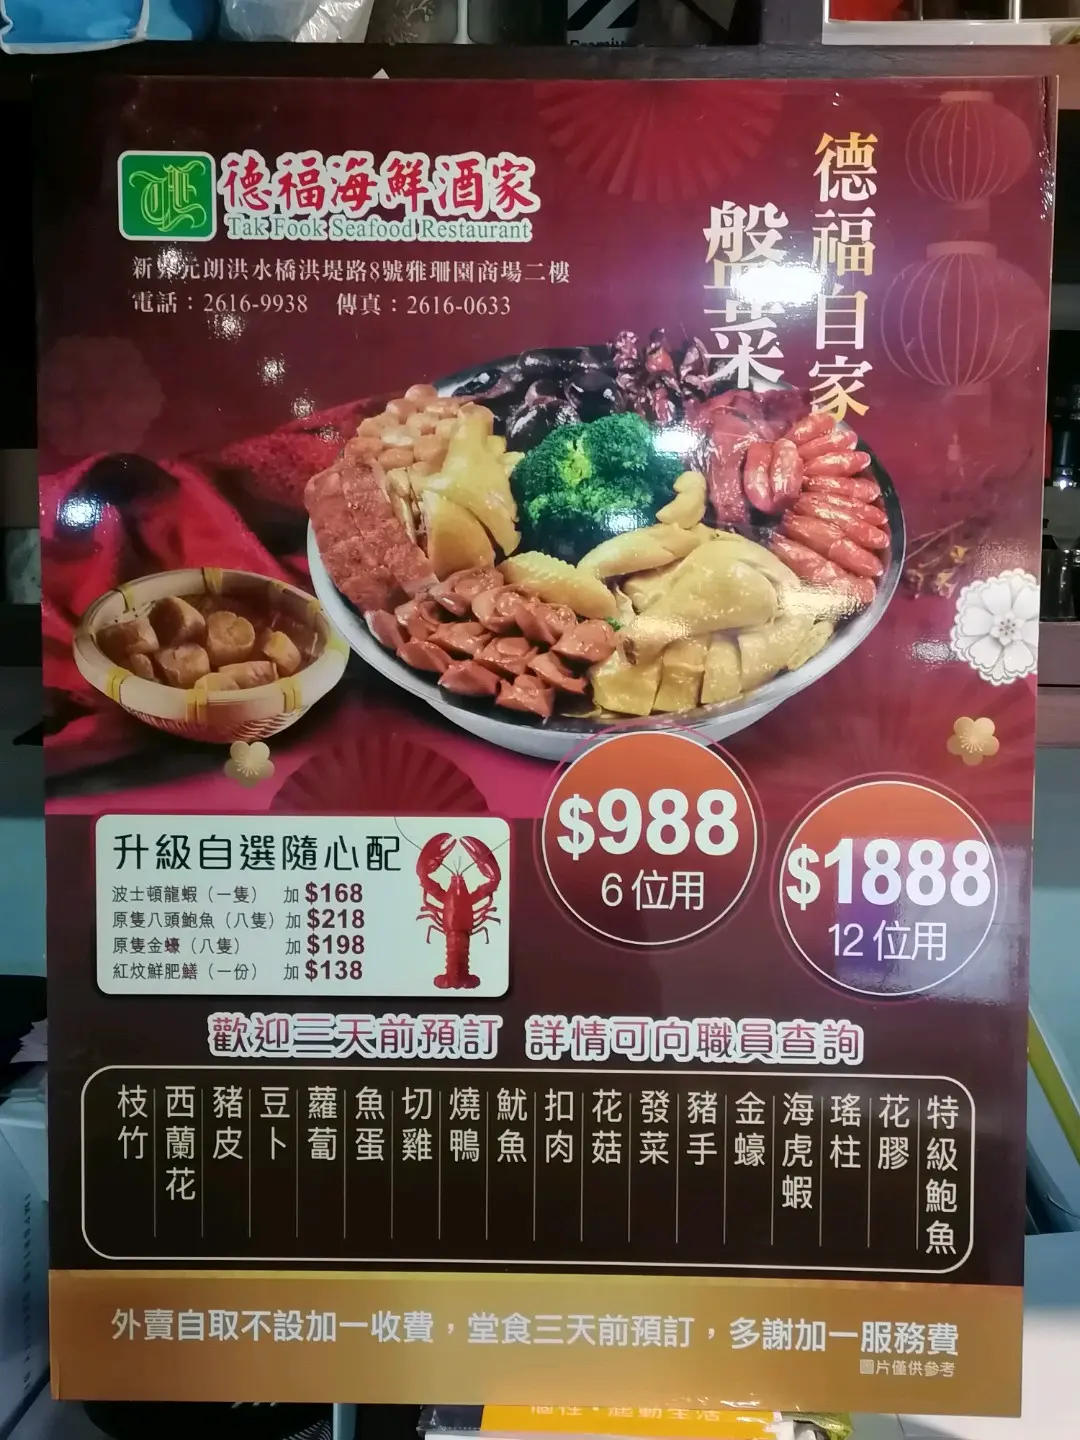 Premium
德福海鮮酒家
Tak Fook Seafood Restaurant
新界元朗洪水橋洪堤路8號雅珊園商場二樓
電話：2616-9938 傳真：2616-0633
德福自家
盤菜
$988
6位用
$1888
12位用
升級自選隨心配
波士頓龍蝦（一隻） 加$168
原隻八頭鮑魚（八隻）加$218
原隻金蠔（八隻） 加$198
紅炆鮮肥鱔（一份） 加$138
歡迎三天前預訂 詳情可向職員查詢
特級鮑魚
花膠
瑤柱
海虎蝦
金蠔
豬手
發菜
花菇
扣肉
魷魚
燒鴨
切雞
魚蛋
蘿蔔
豆卜
豬皮
西蘭花
枝竹
外賣自取不設加一收費，堂食三天前預訂，多謝加一服務費
圖片僅供參考